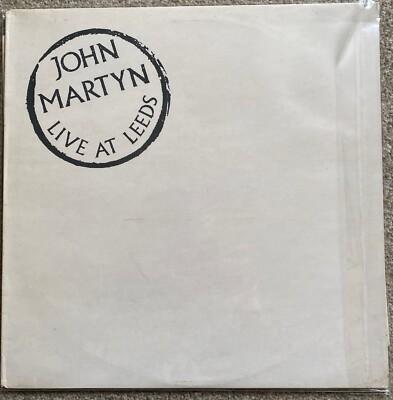 JOHN
MARTYN
LIVE AT LEEDS